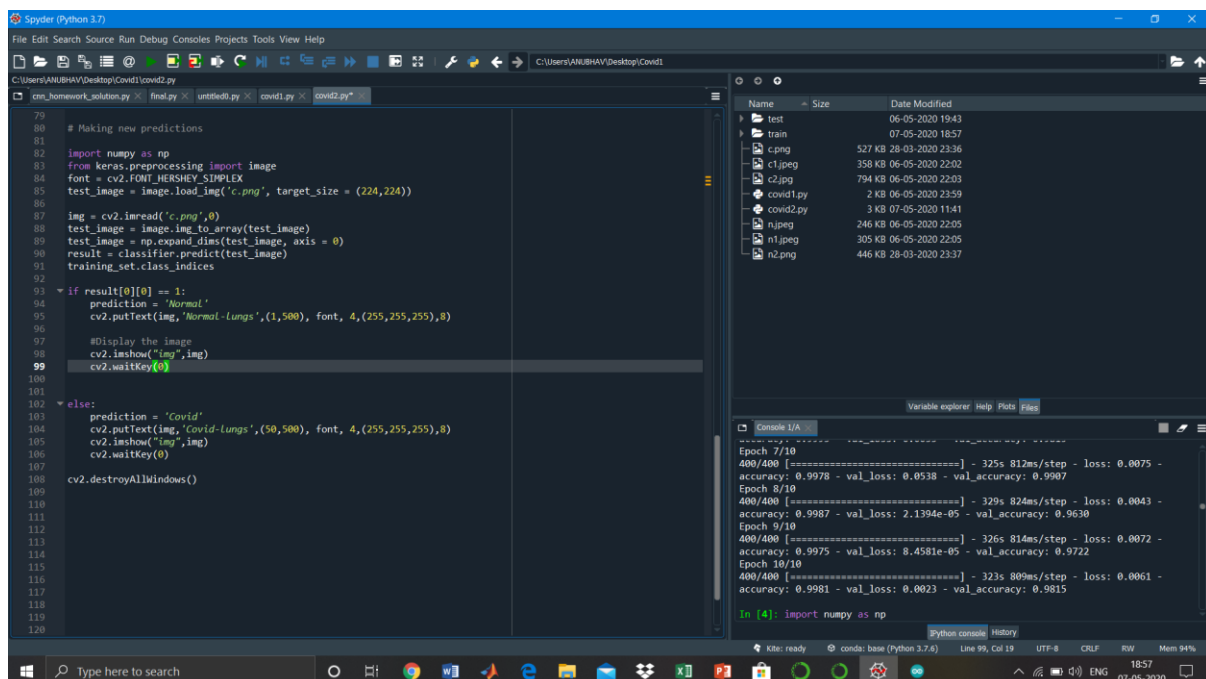 Spyder (Python 3.7)
File Edit Search Source Run Debug Consoles Projects Tools View Help
C:\Users\ANUBHAV\Desktop\Covid1
C:\Users\ANUBHAV\Desktop\Covid1\covid2.py
cnn_homework_solution.py final.py untitled0.py covid1.py covid2.py*
79
80 # Making new predictions
81
82 import numpy as np
83 from keras.preprocessing import image
84 font = cv2.FONT_HERSHEY_SIMPLEX
85 test_image = image.load_img('c.png', target_size = (224,224))
86
87 img = cv2.imread('c.png',0)
88 test_image = image.img_to_array(test_image)
89 test_image = np.expand_dims(test_image, axis = 0)
90 result = classifier.predict(test_image)
91 training_set.class_indices
92
93 if result[0][0] == 1:
94 prediction = 'Normal'
95 cv2.putText(img,'Normal-lungs',(1,500), font, 4,(255,255,255),8)
96
97 #Display the image
98 cv2.imshow("img",img)
99 cv2.waitKey(0)
100
101
102 else:
103 prediction = 'Covid'
104 cv2.putText(img,'Covid-lungs',(50,500), font, 4,(255,255,255),8)
105 cv2.imshow("img",img)
106 cv2.waitKey(0)
107
108 cv2.destroyAllWindows()
109
110
111
112
113
114
115
116
117
118
119
120
Name Size Date Modified
test 06-05-2020 19:43
train 07-05-2020 18:57
c.png 527 KB 28-03-2020 23:36
c1.jpeg 358 KB 06-05-2020 22:02
c2.jpg 794 KB 06-05-2020 22:03
covid1.py 2 KB 06-05-2020 23:59
covid2.py 3 KB 07-05-2020 11:41
n.jpeg 246 KB 06-05-2020 22:05
n1.jpeg 305 KB 06-05-2020 22:05
n2.png 446 KB 28-03-2020 23:37
Variable explorer Help Plots Files
Console 1/A
Epoch 7/10
400/400 [==============================] - 325s 812ms/step - loss: 0.0075 -
accuracy: 0.9978 - val_loss: 0.0538 - val_accuracy: 0.9907
Epoch 8/10
400/400 [==============================] - 329s 824ms/step - loss: 0.0043 -
accuracy: 0.9987 - val_loss: 2.1394e-05 - val_accuracy: 0.9630
Epoch 9/10
400/400 [==============================] - 326s 814ms/step - loss: 0.0072 -
accuracy: 0.9975 - val_loss: 8.4581e-05 - val_accuracy: 0.9722
Epoch 10/10
400/400 [==============================] - 323s 809ms/step - loss: 0.0061 -
accuracy: 0.9981 - val_loss: 0.0023 - val_accuracy: 0.9815
In [4]: import numpy as np
IPython console History
Kite: ready conda: base (Python 3.7.6) Line 99, Col 19 UTF-8 CRLF RW Mem 94%
Type here to search
ENG
18:57
07-05-2020